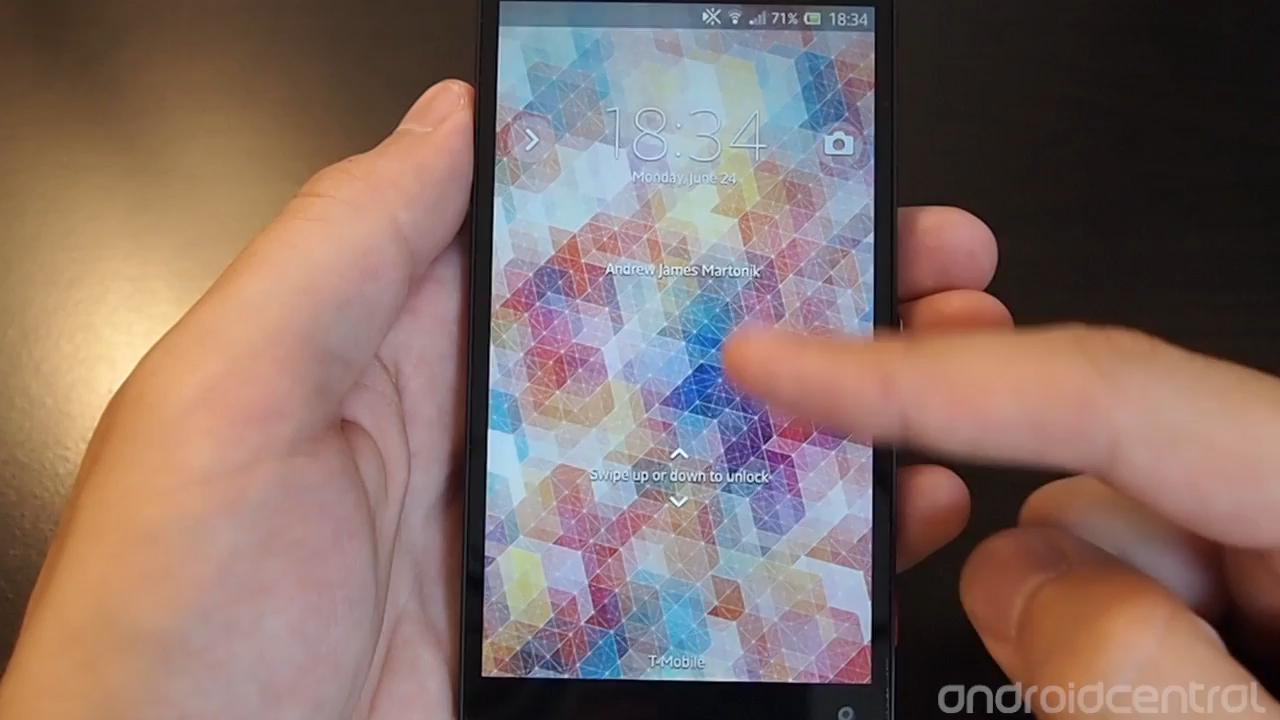 71% 18:34
18:34
Monday, June 24
Andrew James Martonik
Swipe up or down to unlock
T-Mobile
androidcentral